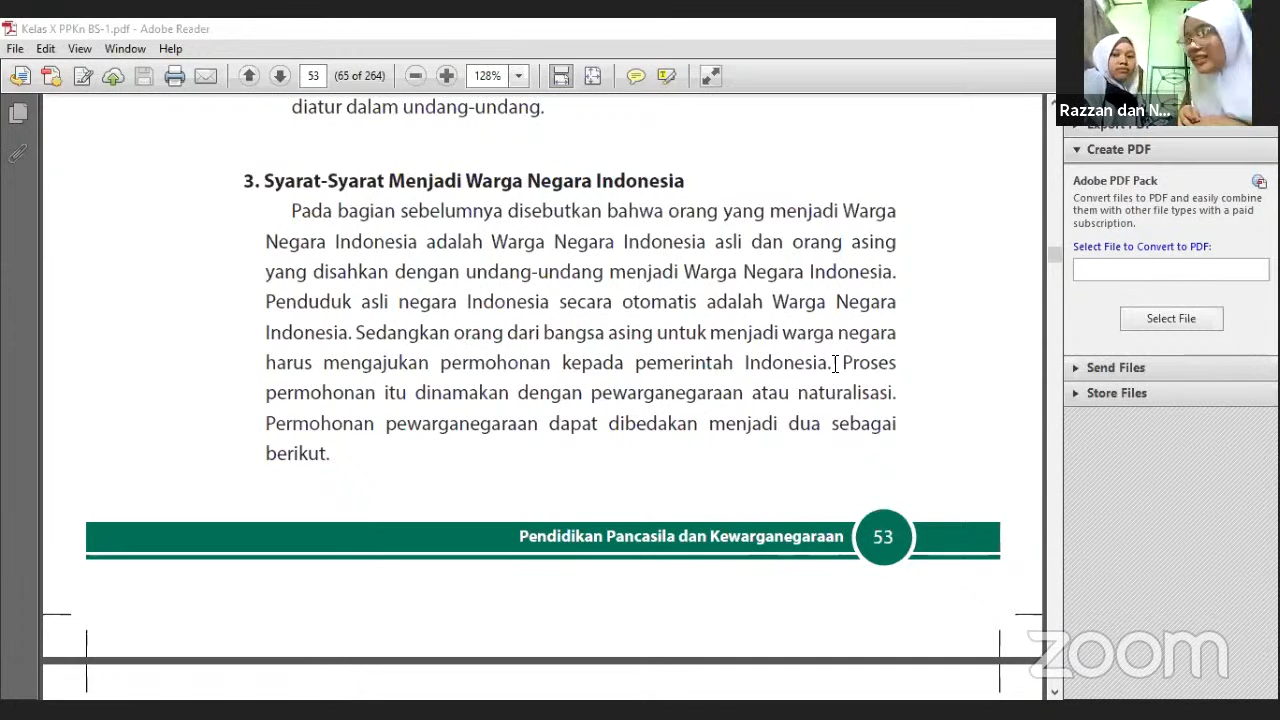 Kelas X PPKn BS-1.pdf - Adobe Reader
File Edit View Window Help
53 (65 of 264) 128%
Razzan dan N...
diatur dalam undang-undang.
3. Syarat-Syarat Menjadi Warga Negara Indonesia
Pada bagian sebelumnya disebutkan bahwa orang yang menjadi Warga
Negara Indonesia adalah Warga Negara Indonesia asli dan orang asing
yang disahkan dengan undang-undang menjadi Warga Negara Indonesia.
Penduduk asli negara Indonesia secara otomatis adalah Warga Negara
Indonesia. Sedangkan orang dari bangsa asing untuk menjadi warga negara
harus mengajukan permohonan kepada pemerintah Indonesia. Proses
permohonan itu dinamakan dengan pewarganegaraan atau naturalisasi.
Permohonan pewarganegaraan dapat dibedakan menjadi dua sebagai
berikut.
Pendidikan Pancasila dan Kewarganegaraan 53
Export PDF
Create PDF
Adobe PDF Pack
Convert files to PDF and easily combine
them with other file types with a paid
subscription.
Select File to Convert to PDF:
Select File
Send Files
Store Files
zoom